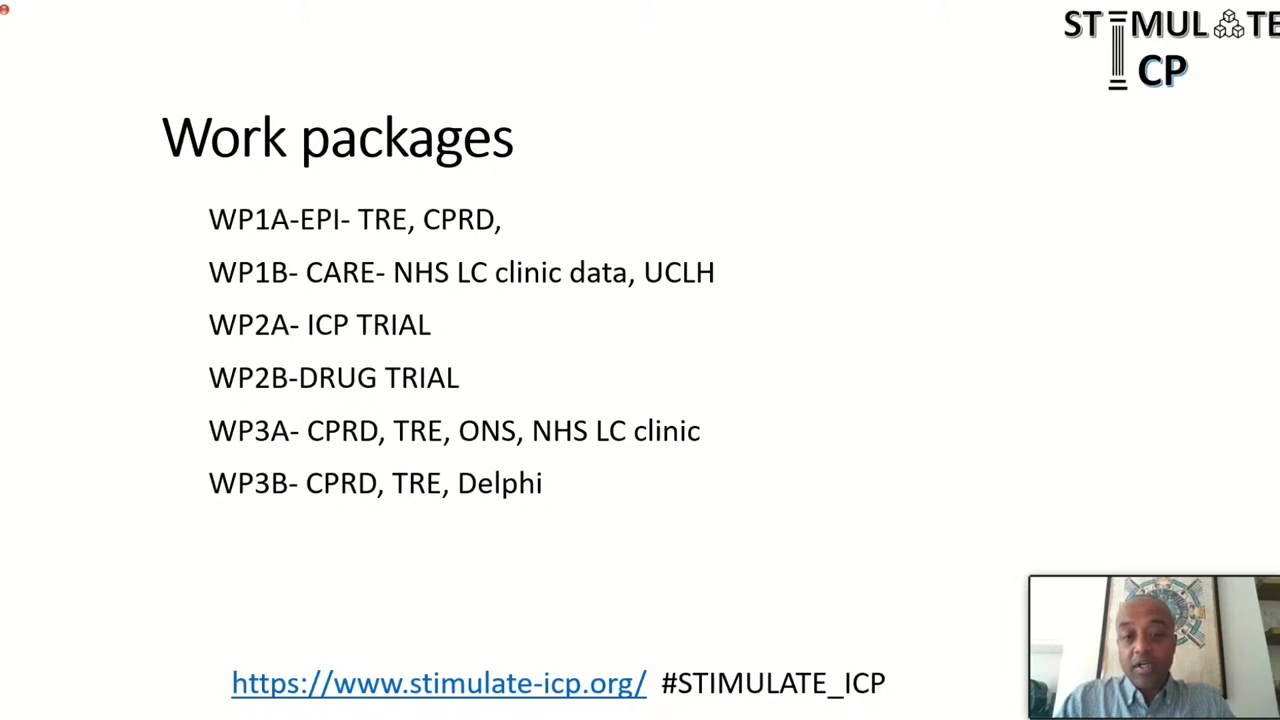 STIMULATE
ICP
Work packages
WP1A-EPI- TRE, CPRD,
WP1B- CARE- NHS LC clinic data, UCLH
WP2A- ICP TRIAL
WP2B-DRUG TRIAL
WP3A- CPRD, TRE, ONS, NHS LC clinic
WP3B- CPRD, TRE, Delphi
https://www.stimulate-icp.org/ #STIMULATE_ICP